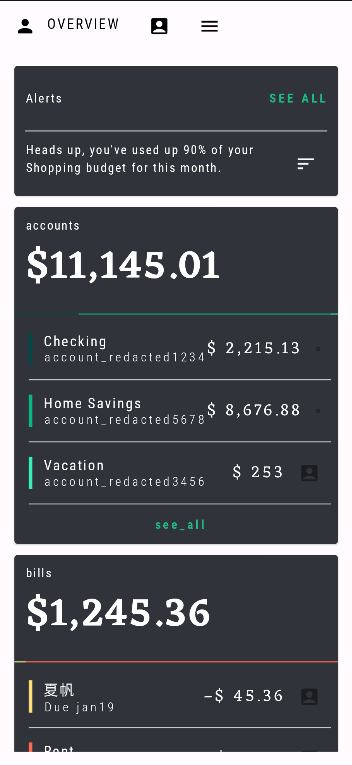 OVERVIEW
Alerts
SEE ALL
Heads up, you've used up 90% of your
Shopping budget for this month.
accounts
$11,145.01
Checking
account_redacted1234
$ 2,215.13
Home Savings
account_redacted5678
$ 8,676.88
Vacation
account_redacted3456
$ 253
see_all
bills
$1,245.36
夏帆
Due jan19
–$ 45.36
Rent